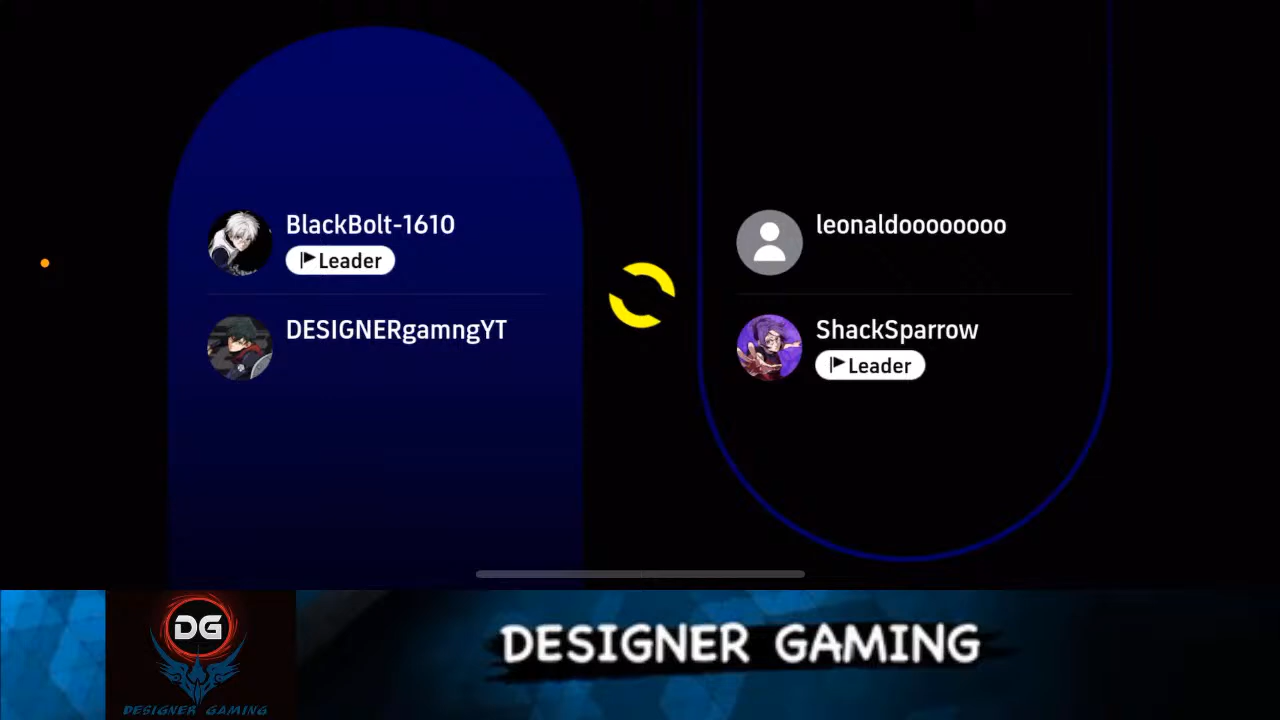 BlackBolt-1610
Leader
DESIGNERgamngYT
leonaldoooooooo
ShackSparrow
Leader
DG
DESIGNER GAMING
DESIGNER GAMING